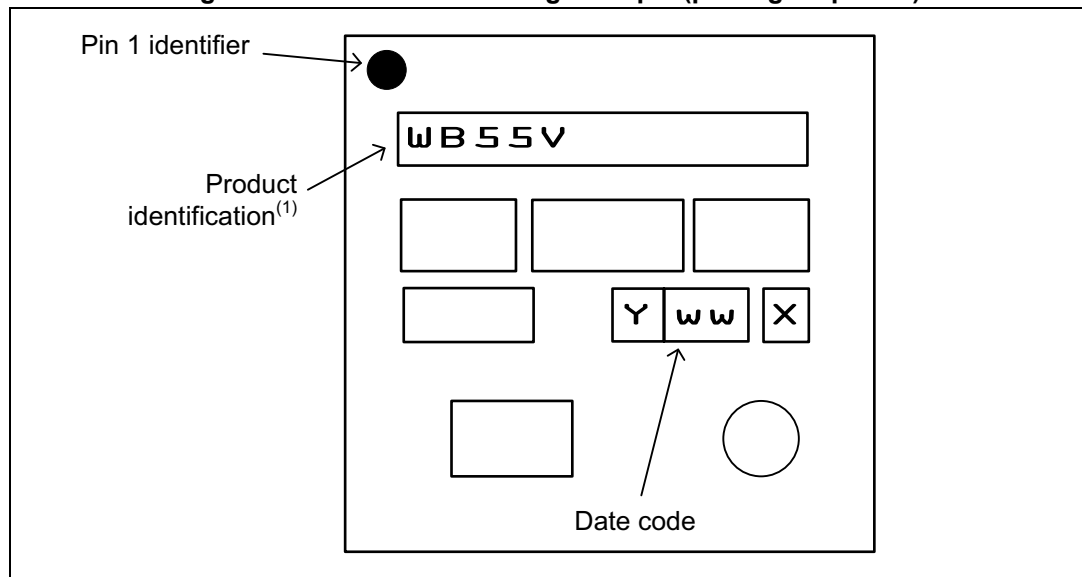 Pin 1 identifier
WB55V
Product
identification(1)
Y WW X
Date code